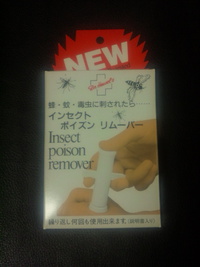 NEW
蜂・蚊・毒虫に刺されたら
インセクト
ポイズン リムーバー
Insect
poison
remover
繰り返し何回も使用出来ます